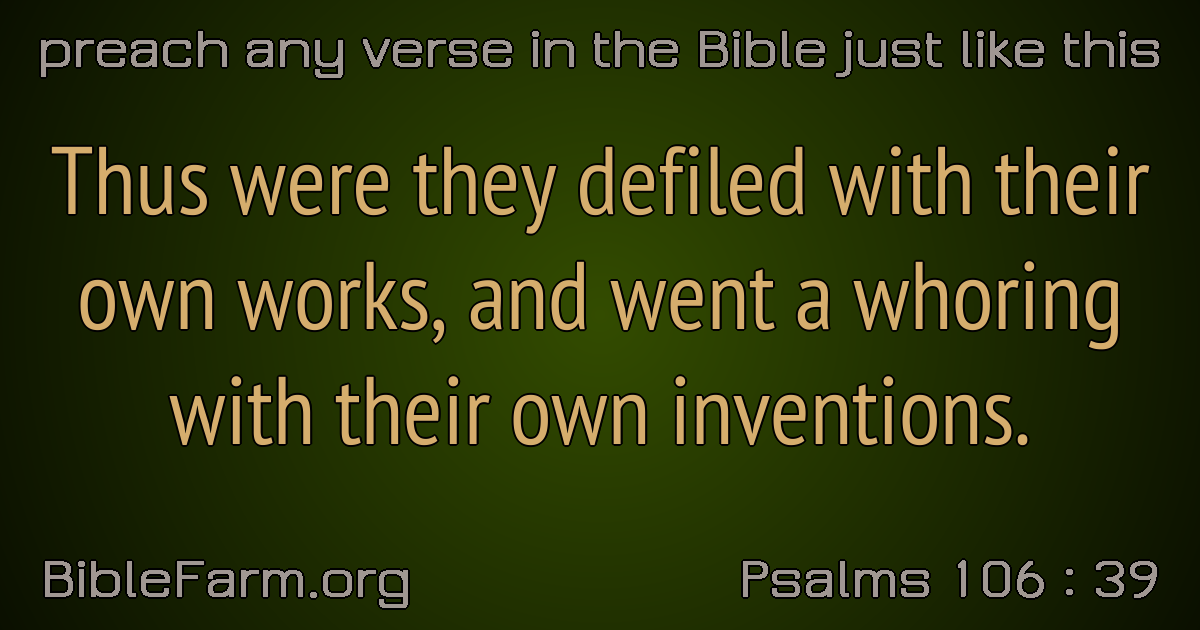 preach any verse in the Bible just like this
Thus were they defiled with their
own works, and went a whoring
with their own inventions.
BibleFarm.org
Psalms 106 : 39